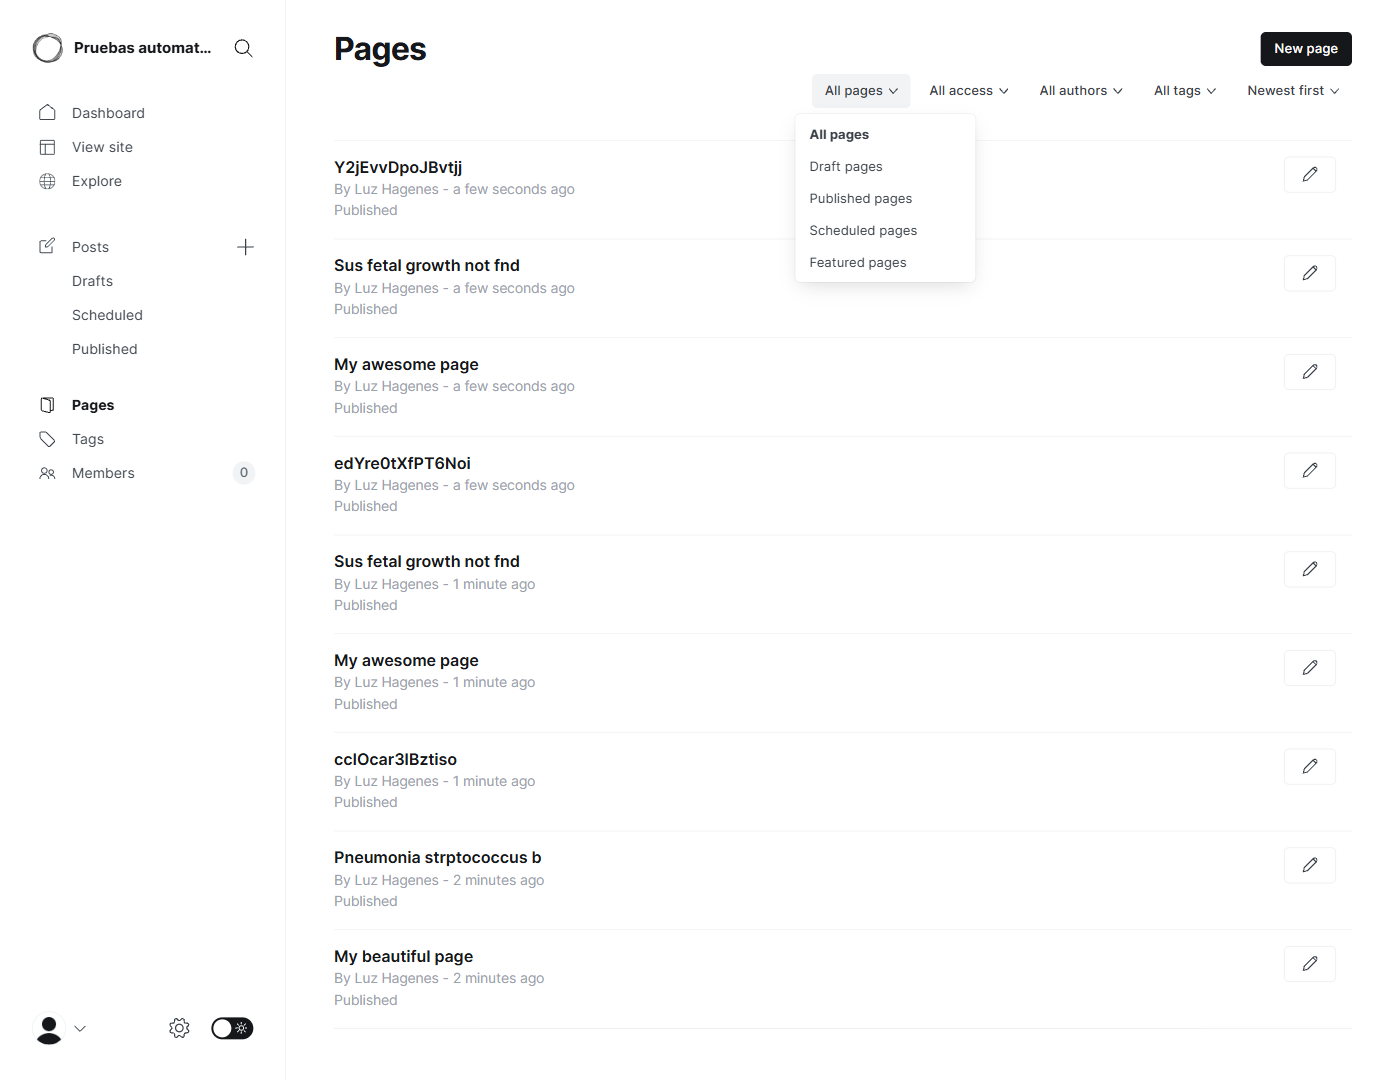 Pruebas automat...
Dashboard
View site
Explore
Posts
Drafts
Scheduled
Published
Pages
Tags
Members
0
Pages
New page
All pages
All access
All authors
All tags
Newest first
All pages
Draft pages
Published pages
Scheduled pages
Featured pages
Y2jEvvDpoJBvtjj
By Luz Hagenes - a few seconds ago
Published
Sus fetal growth not fnd
By Luz Hagenes - a few seconds ago
Published
My awesome page
By Luz Hagenes - a few seconds ago
Published
edYre0tXfPT6Noi
By Luz Hagenes - a few seconds ago
Published
Sus fetal growth not fnd
By Luz Hagenes - 1 minute ago
Published
My awesome page
By Luz Hagenes - 1 minute ago
Published
cclOcar3lBztiso
By Luz Hagenes - 1 minute ago
Published
Pneumonia strptococcus b
By Luz Hagenes - 2 minutes ago
Published
My beautiful page
By Luz Hagenes - 2 minutes ago
Published